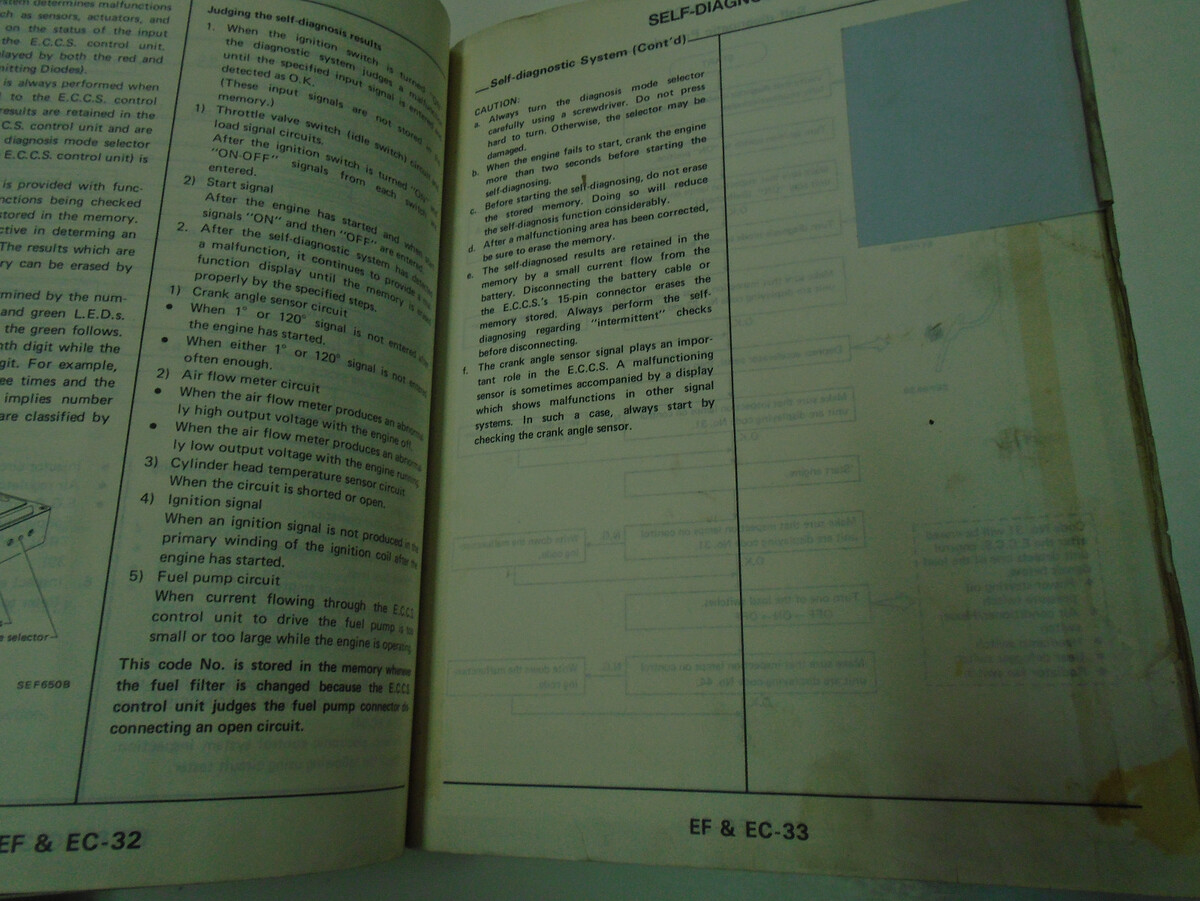 stem determines malfunctions
ch as sensors, actuators, and
on the status of the input
the E.C.C.S. control unit.
layed by both the red and
mitting Diodes).
is always performed when
to the E.C.C.S. control
results are retained in the
C.S. control unit and are
diagnosis mode selector
E.C.C.S. control unit) is
is provided with func-
nctions being checked
stored in the memory.
ctive in determing an
The results which are
ry can be erased by
rmined by the num-
and green L.E.D.s.
the green follows.
nth digit while the
git. For example,
ee times and the
implies number
are classified by
e selector
SEF650B
EF & EC-32
Judging the self-diagnosis results
1. When the ignition switch is turned
the diagnostic system judges a
until the specified input signal is entered
detected as O.K.
(These input signals are not stored in
memory.)
1) Throttle valve switch (idle switch) circuit
load signal circuits.
After the ignition switch is turned "ON"
"ON-OFF" signals from each switch
entered.
2) Start signal
After the engine has started and when
signals "ON" and then "OFF" are entered.
2. After the self-diagnostic system has
a malfunction, it continues to provide a
function display until the memory is
properly by the specified steps.
1) Crank angle sensor circuit
• When 1° or 120° signal is not entered after
the engine has started.
• When either 1° or 120° signal is not entered
often enough.
2) Air flow meter circuit
• When the air flow meter produces an abnormal-
ly high output voltage with the engine off.
• When the air flow meter produces an abnormal
ly low output voltage with the engine running.
3) Cylinder head temperature sensor circuit
When the circuit is shorted or open.
4) Ignition signal
When an ignition signal is not produced in the
primary winding of the ignition coil after the
engine has started.
5) Fuel pump circuit
When current flowing through the E.C.C.S.
control unit to drive the fuel pump is too
small or too large while the engine is operating.
This code No. is stored in the memory whenever
the fuel filter is changed because the E.C.C.S.
control unit judges the fuel pump connector dis-
connecting an open circuit.
SELF-DIAGNO
Self-diagnostic System (Cont'd)
CAUTION:
a. Always turn the diagnosis mode selector
carefully using a screwdriver. Do not press
hard to turn. Otherwise, the selector may be
damaged.
b. When the engine fails to start, crank the engine
more than two seconds before starting the
self-diagnosing.
c. Before starting the self-diagnosing, do not erase
the stored memory. Doing so will reduce
the self-diagnosis function considerably.
d. After a malfunctioning area has been corrected,
be sure to erase the memory.
e. The self-diagnosed results are retained in the
memory by a small current flow from the
battery. Disconnecting the battery cable or
the E.C.C.S.'s 15-pin connector erases the
memory stored. Always perform the self-
diagnosing regarding "intermittent" checks
before disconnecting.
f. The crank angle sensor signal plays an impor-
tant role in the E.C.C.S. A malfunctioning
sensor is sometimes accompanied by a display
which shows malfunctions in other signal
systems. In such a case, always start by
checking the crank angle sensor.
EF & EC-33